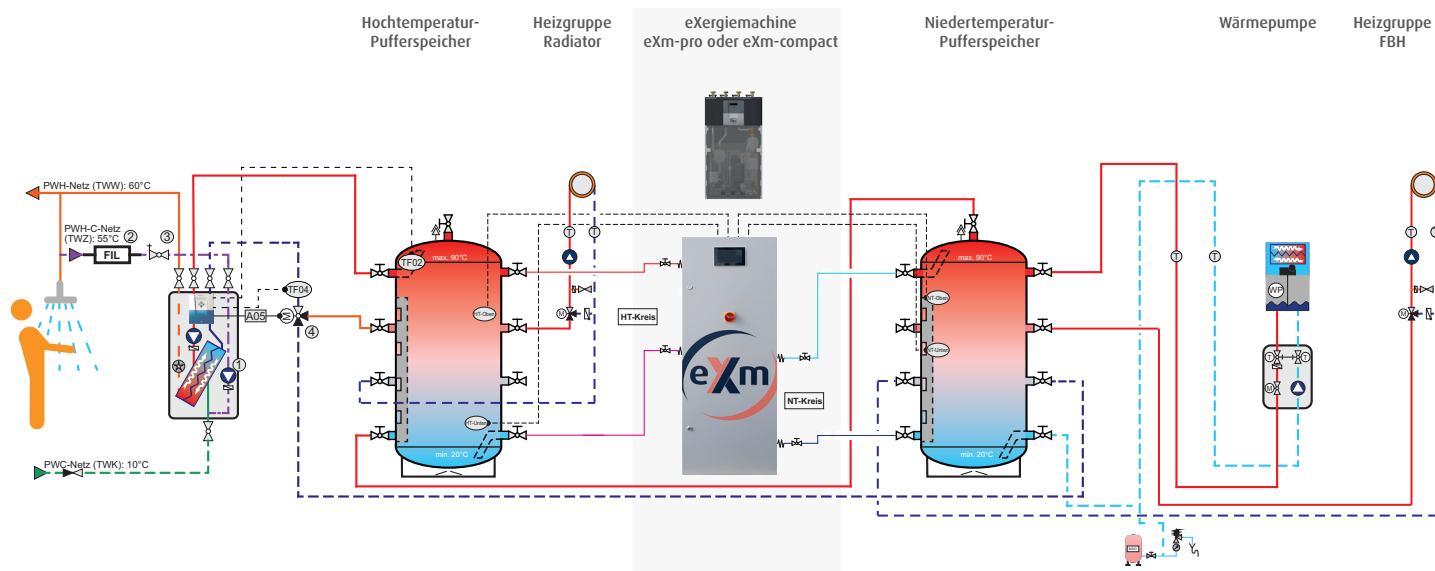 Hochtemperatur-
Pufferspeicher
Heizgruppe
Radiator
eXergiemachine
eXm-pro oder eXm-compact
Niedertemperatur-
Pufferspeicher
Wärmepumpe
Heizgruppe
FBH
PWH-Netz (TWW): 60°C
PWH-C-Netz
(TWZ): 55°C
②
③
FIL
TF04
A05
M
④
①
PWC-Netz (TWK): 10°C
max. 90°C
TF02
HT-Oben
HT-Unten
min. 20°C
T
T
M
HT-Kreis
eXm
NT-Kreis
max. 90°C
NT-Oben
NT-Unten
min. 20°C
T
T
WP
T
T
M
T
T
M